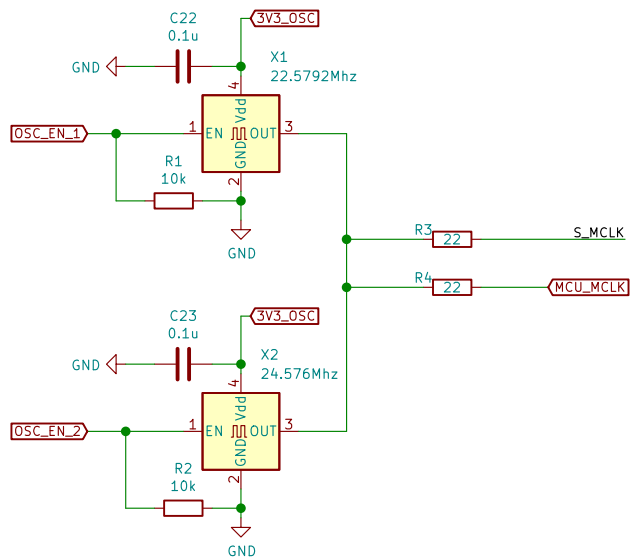 C22
0.1u
3V3_OSC
GND
X1
22.5792Mhz
4
Vdd
OSC_EN_1
1
EN
OUT
3
GND
R1
10k
2
GND
R3
22
S_MCLK
R4
22
MCU_MCLK
C23
0.1u
3V3_OSC
GND
X2
24.576Mhz
4
Vdd
OSC_EN_2
1
EN
OUT
3
GND
R2
10k
2
GND